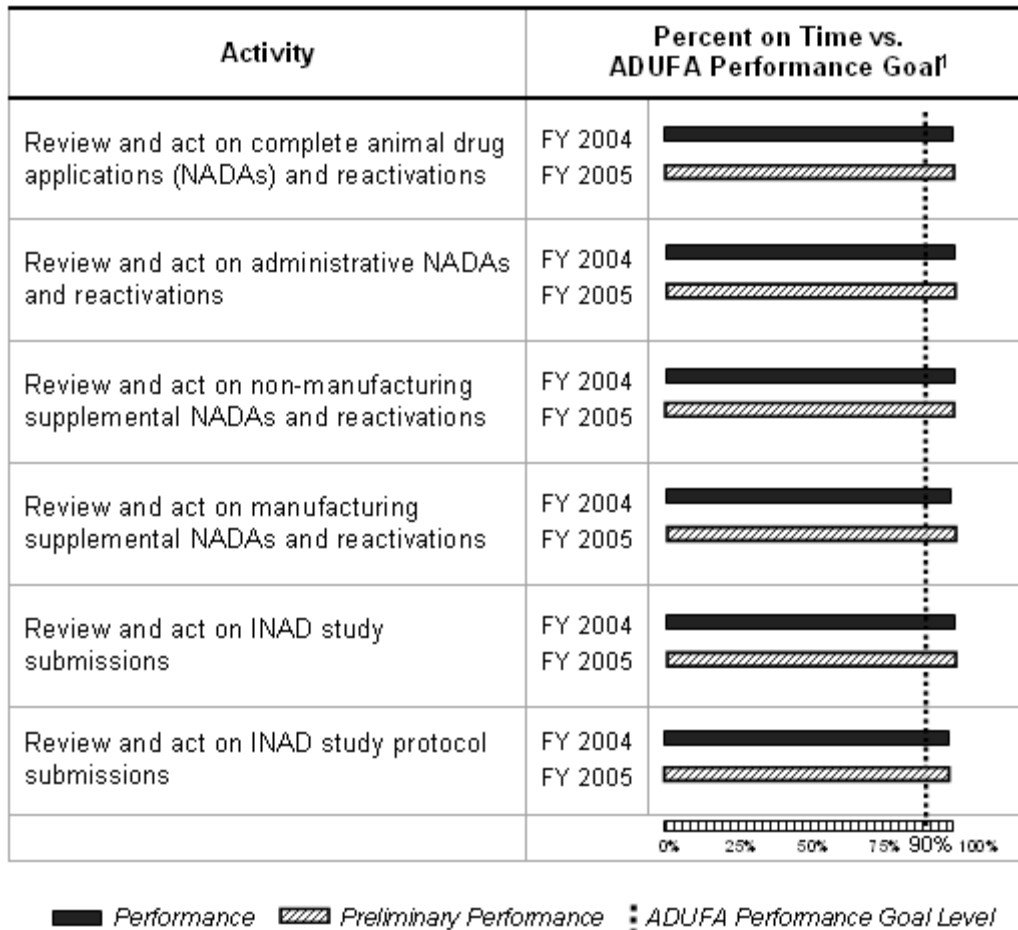 Activity
Percent on Time vs.
ADUFA Performance Goal¹
Review and act on complete animal drug
applications (NADAs) and reactivations
FY 2004
FY 2005
Review and act on administrative NADAs
and reactivations
FY 2004
FY 2005
Review and act on non-manufacturing
supplemental NADAs and reactivations
FY 2004
FY 2005
Review and act on manufacturing
supplemental NADAs and reactivations
FY 2004
FY 2005
Review and act on INAD study
submissions
FY 2004
FY 2005
Review and act on INAD study protocol
submissions
FY 2004
FY 2005
0% 25% 50% 75% 90% 100%
Performance Preliminary Performance ADUFA Performance Goal Level